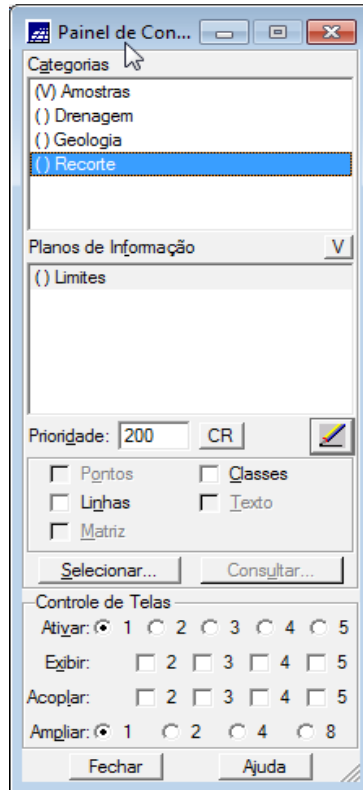 Painel de Con...
Categorias
(V) Amostras
( ) Drenagem
( ) Geologia
( ) Recorte
Planos de Informação V
( ) Limites
Prioridade: 200 CR
Pontos Classes
Linhas Texto
Matriz
Selecionar... Consultar...
Controle de Telas
Ativar: 1 2 3 4 5
Exibir: 2 3 4 5
Acoplar: 2 3 4 5
Ampliar: 1 2 4 8
Fechar Ajuda